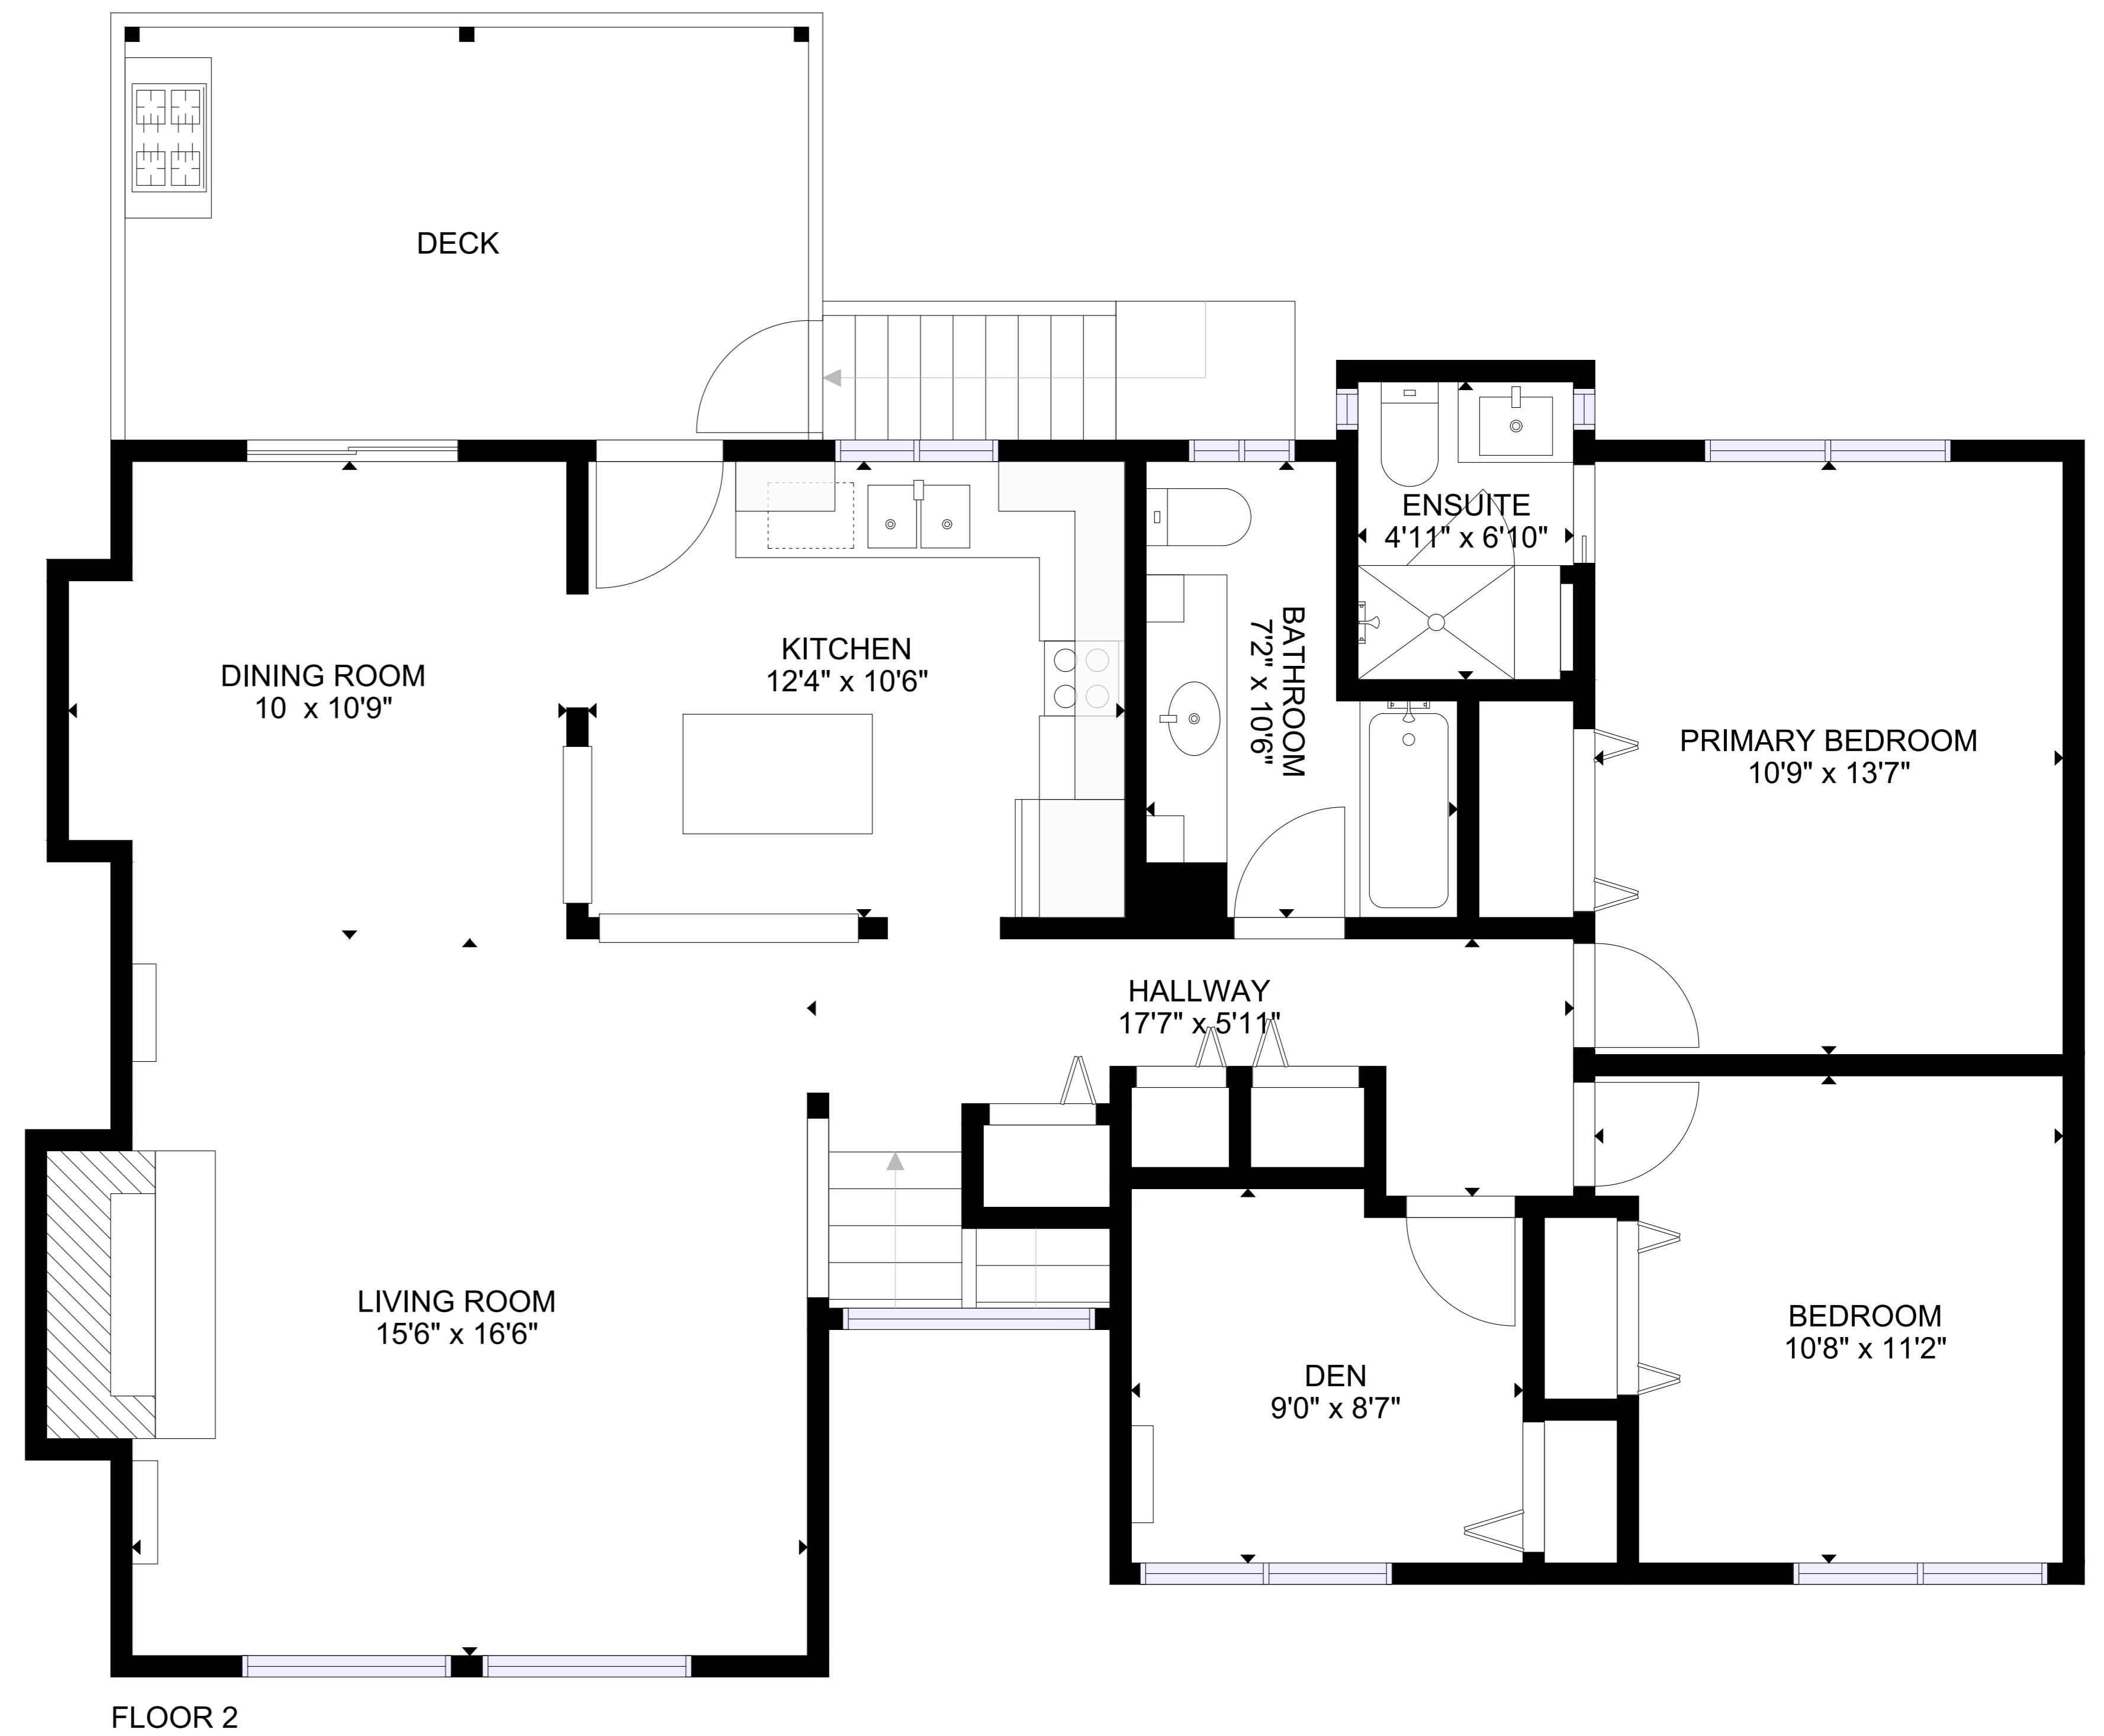 DECK
ENSUITE
4'11" x 6'10"
KITCHEN
12'4" x 10'6"
BATHROOM
7'2" x 10'6"
DINING ROOM
10  x 10'9"
PRIMARY BEDROOM
10'9" x 13'7"
HALLWAY
17'7" x 5'11"
LIVING ROOM
15'6" x 16'6"
BEDROOM
10'8" x 11'2"
DEN
9'0" x 8'7"
FLOOR 2